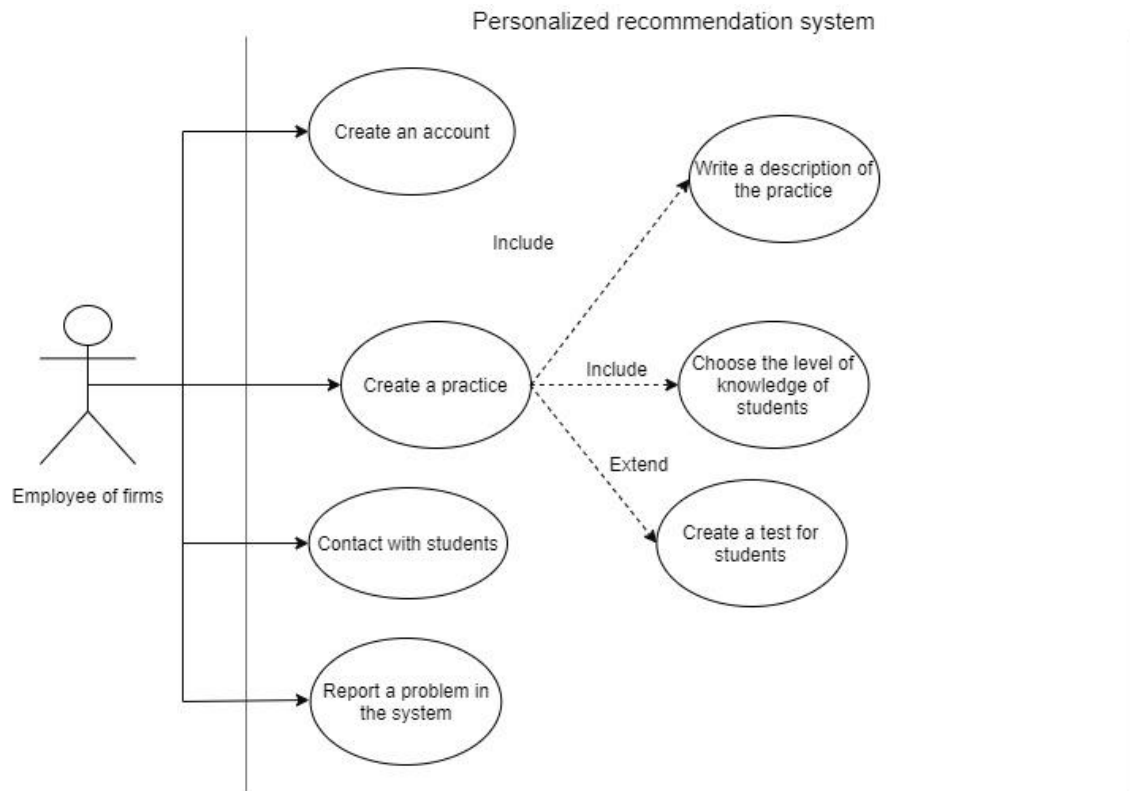 Personalized recommendation system
Create an account
Write a description of
the practice
Include
Create a practice
Include
Choose the level of
knowledge of
students
Extend
Employee of firms
Contact with students
Create a test for
students
Report a problem in
the system